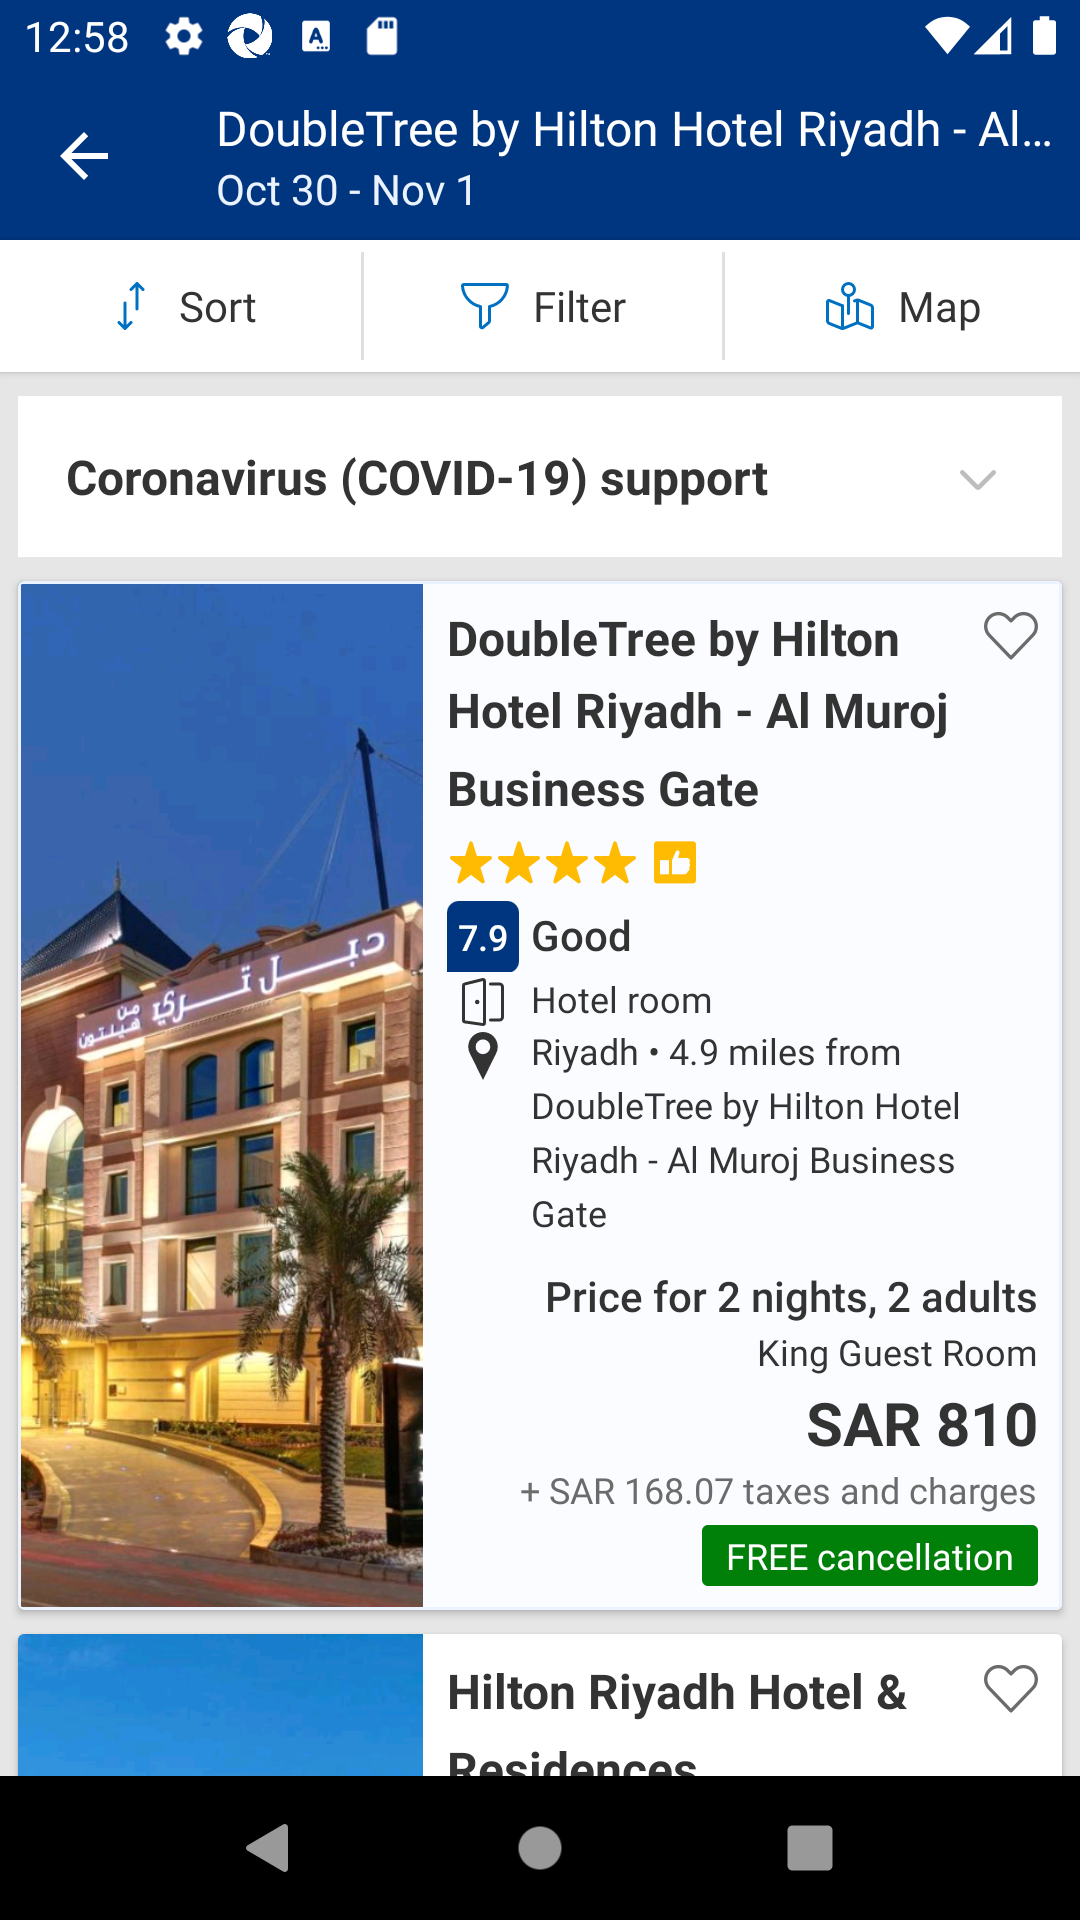 12:58
DoubleTree by Hilton Hotel Riyadh - Al…
Oct 30 - Nov 1
Sort
Filter
Map
Coronavirus (COVID-19) support
DoubleTree by Hilton
Hotel Riyadh - Al Muroj
Business Gate
7.9 Good
Hotel room
Riyadh • 4.9 miles from
DoubleTree by Hilton Hotel
Riyadh - Al Muroj Business
Gate
Price for 2 nights, 2 adults
King Guest Room
SAR 810
+ SAR 168.07 taxes and charges
FREE cancellation
دبل تري
من هيلتون
Hilton Riyadh Hotel &
Residences